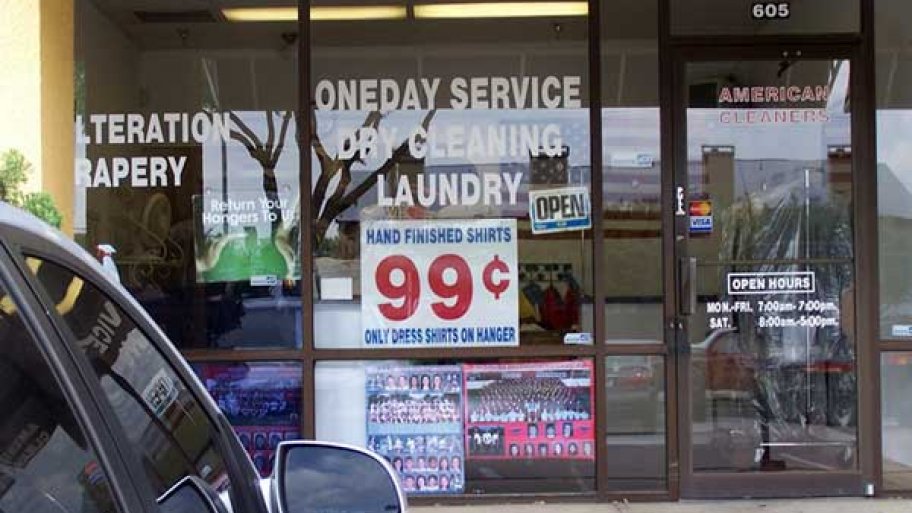 605
LTERATION
RAPERY
ONEDAY SERVICE
DRY CLEANING
LAUNDRY
AMERICAN
CLEANERS
Return Your
Hangers To
OPEN
HAND FINISHED SHIRTS
99¢
ONLY DRESS SHIRTS ON HANGER
VISA
OPEN HOURS
MON.-FRI. 7:00am-7:00pm.
SAT. 8:00am.-5:00pm.